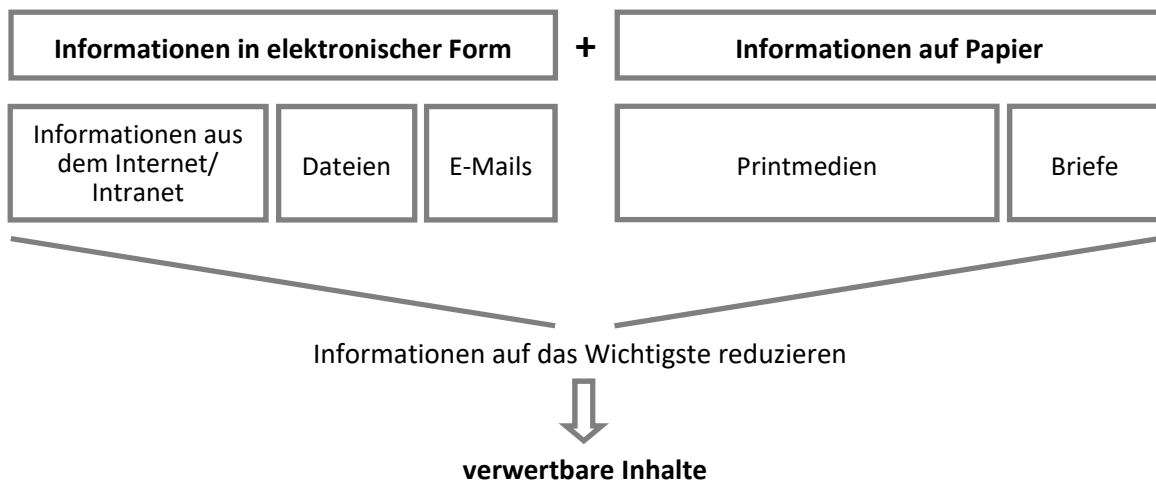 Informationen in elektronischer Form + Informationen auf Papier
Informationen aus
dem Internet/
Intranet
Dateien
E-Mails
Printmedien
Briefe
Informationen auf das Wichtigste reduzieren
verwertbare Inhalte